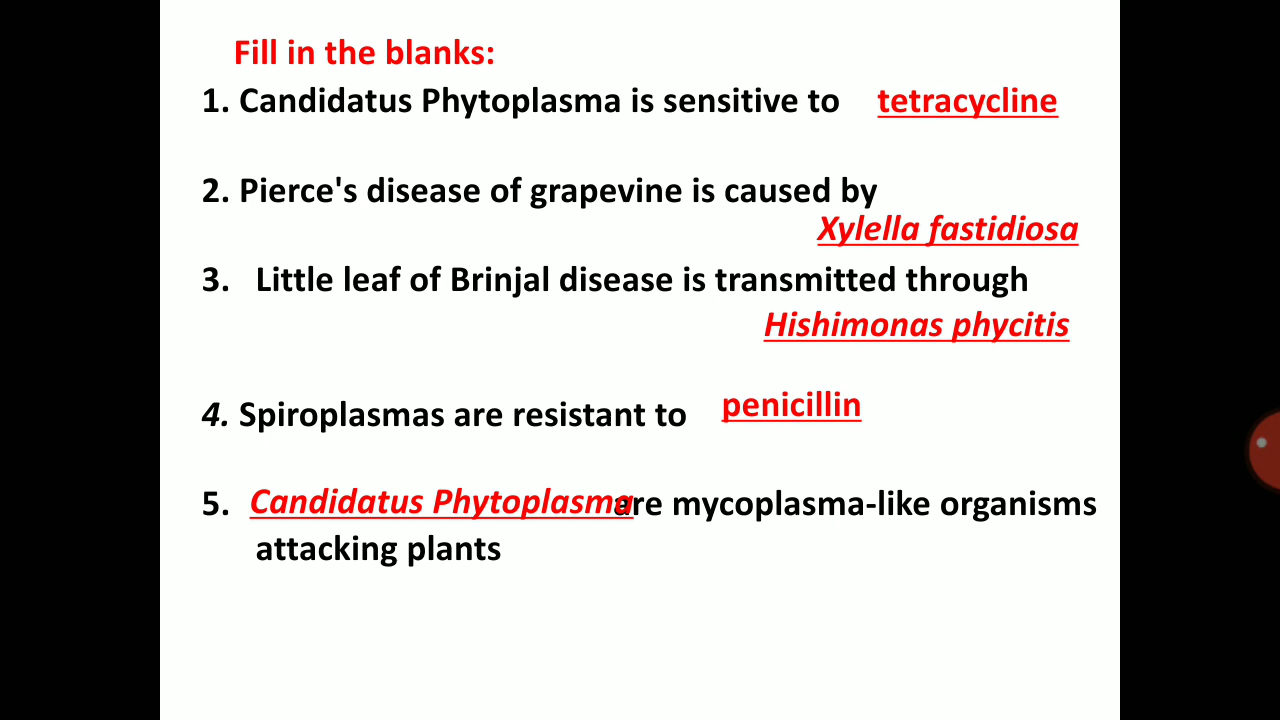 Fill in the blanks:
1. Candidatus Phytoplasma is sensitive to tetracycline
2. Pierce's disease of grapevine is caused by
Xylella fastidiosa
3. Little leaf of Brinjal disease is transmitted through
Hishimonas phycitis
4. Spiroplasmas are resistant to penicillin
5. Candidatus Phytoplasma are mycoplasma-like organisms
attacking plants